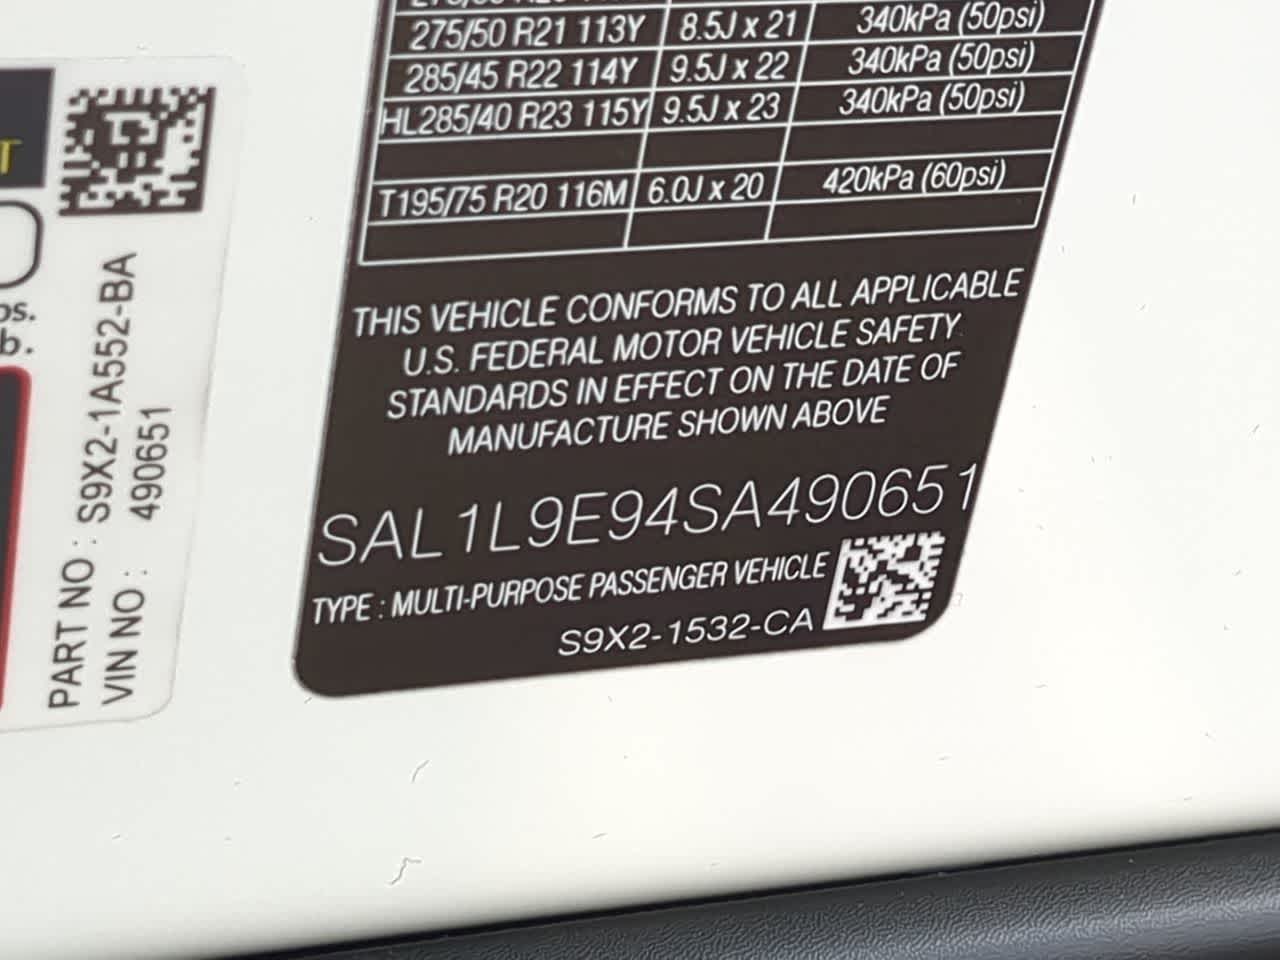 275/50 R21 113Y 8.5J x 21 340kPa (50psi)
285/45 R22 114Y 9.5J x 22 340kPa (50psi)
HL285/40 R23 115Y 9.5J x 23 340kPa (50psi)
T195/75 R20 116M 6.0J x 20 420kPa (60psi)
THIS VEHICLE CONFORMS TO ALL APPLICABLE
U.S. FEDERAL MOTOR VEHICLE SAFETY
STANDARDS IN EFFECT ON THE DATE OF
MANUFACTURE SHOWN ABOVE
SAL1L9E94SA490651
TYPE : MULTI-PURPOSE PASSENGER VEHICLE
S9X2-1532-CA
PART NO : S9X2-1A552-BA
VIN NO : 490651